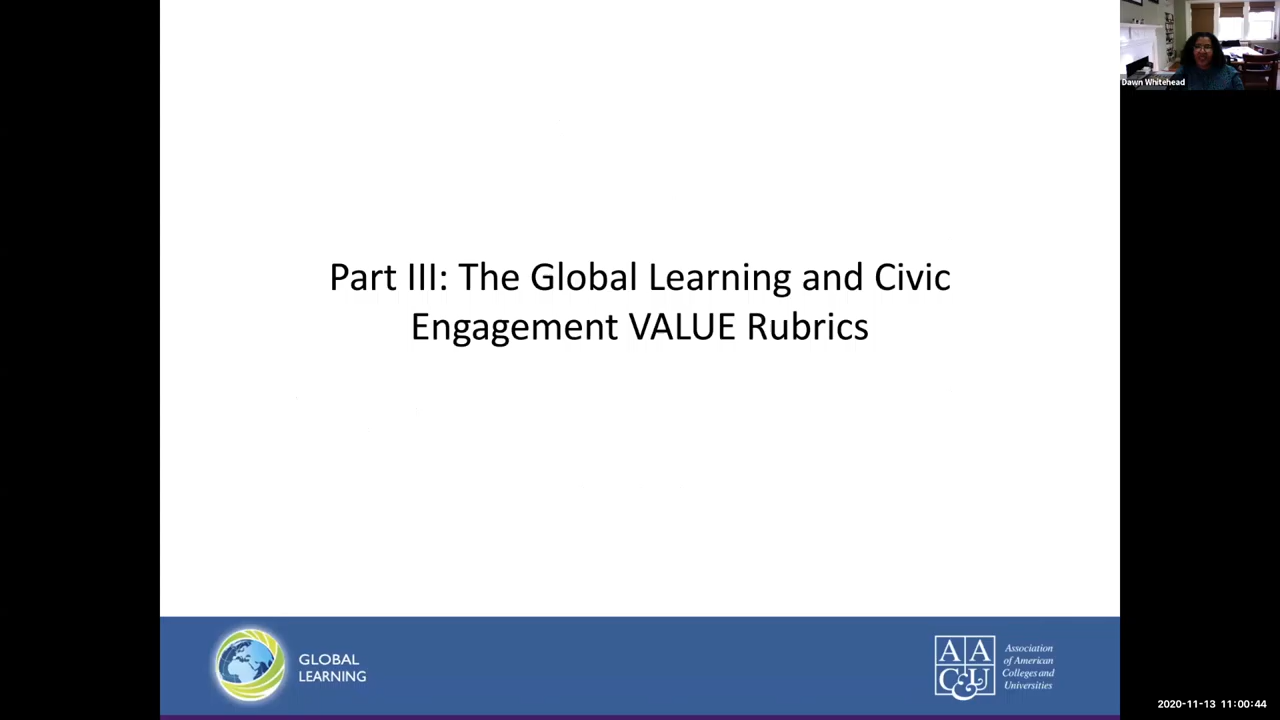 Dawn Whitehead
Part III: The Global Learning and Civic
Engagement VALUE Rubrics
GLOBAL
LEARNING
AA
C&U
Association
of American
Colleges and
Universities
2020-11-13 11:00:44